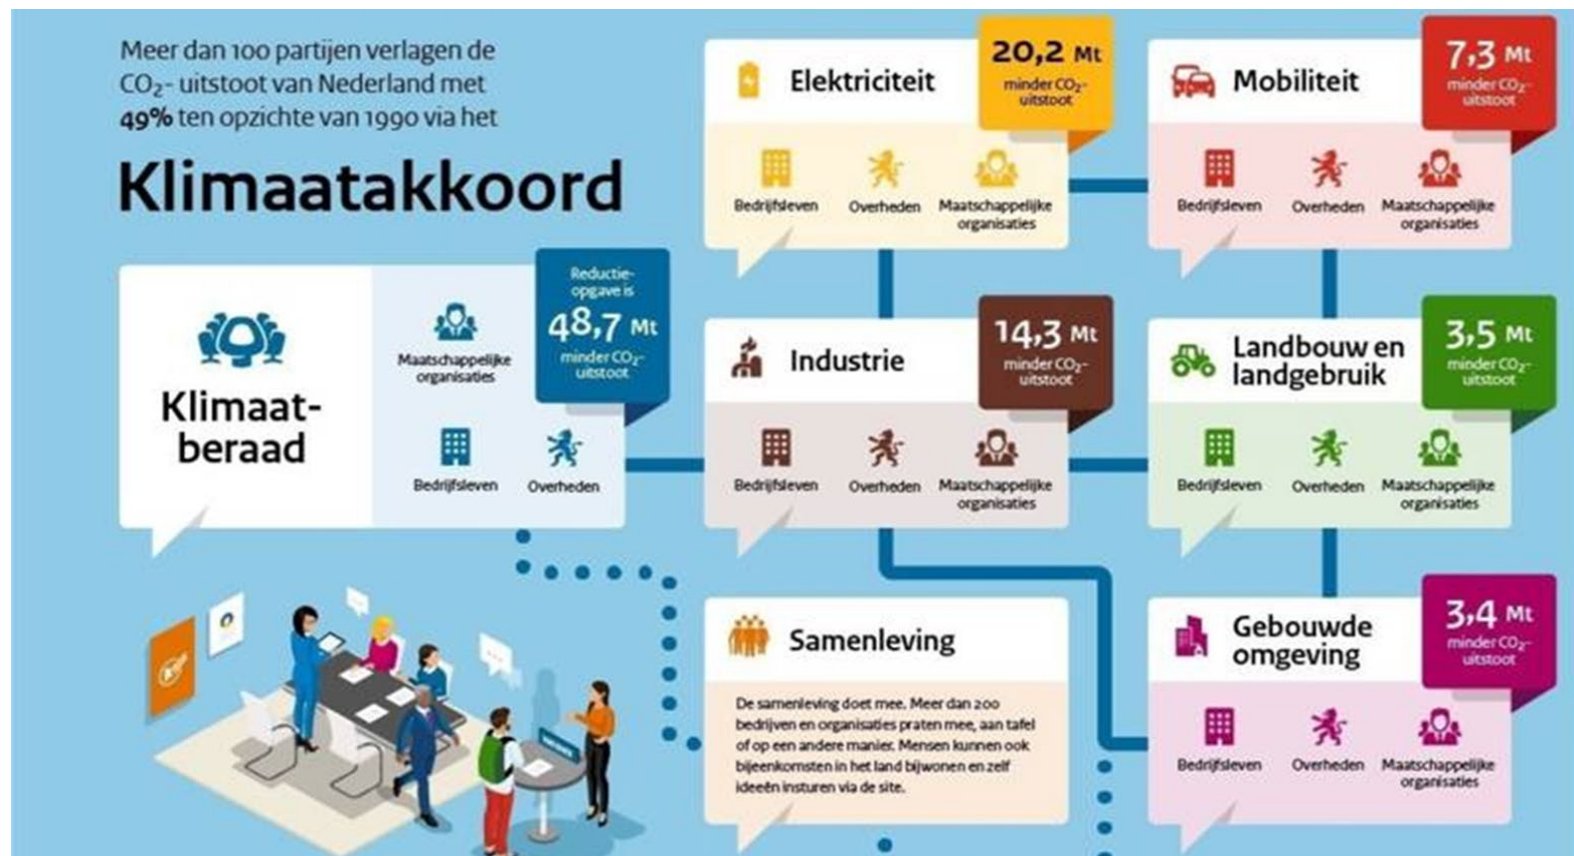 Meer dan 100 partijen verlagen de
CO₂- uitstoot van Nederland met
49% ten opzichte van 1990 via het
Klimaatakkoord
Klimaat-
beraad
Maatschappelijke
organisaties
Bedrijfsleven
Overheden
Reductie-
opgave is
48,7 Mt
minder CO₂-
uitstoot
Elektriciteit
20,2 Mt
minder CO₂-
uitstoot
Bedrijfsleven
Overheden
Maatschappelijke
organisaties
Mobiliteit
7,3 Mt
minder CO₂-
uitstoot
Bedrijfsleven
Overheden
Maatschappelijke
organisaties
Industrie
14,3 Mt
minder CO₂-
uitstoot
Bedrijfsleven
Overheden
Maatschappelijke
organisaties
Landbouw en
landgebruik
3,5 Mt
minder CO₂-
uitstoot
Bedrijfsleven
Overheden
Maatschappelijke
organisaties
Samenleving
De samenleving doet mee. Meer dan 200
bedrijven en organisaties praten mee, aan tafel
of op een andere manier. Mensen kunnen ook
bijeenkomsten in het land bijwonen en zelf
ideeën insturen via de site.
Gebouwde
omgeving
3,4 Mt
minder CO₂-
uitstoot
Bedrijfsleven
Overheden
Maatschappelijke
organisaties